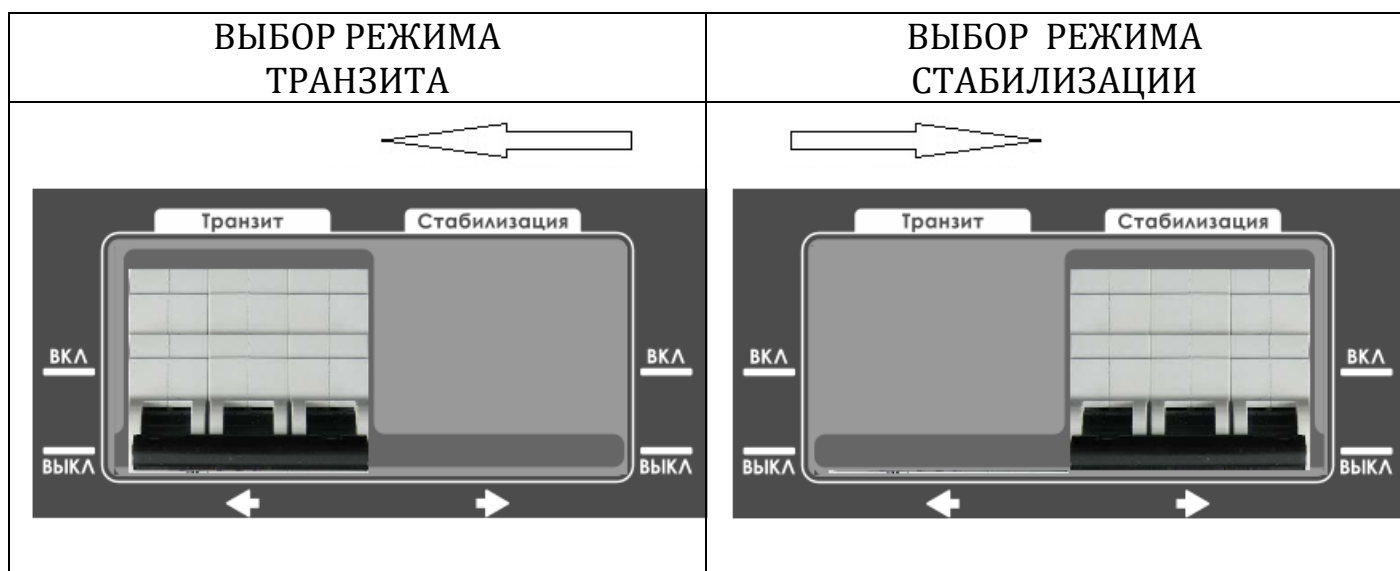 ВЫБОР РЕЖИМА
ТРАНЗИТА
ВЫБОР РЕЖИМА
СТАБИЛИЗАЦИИ
Транзит
Стабилизация
ВКЛ
ВКЛ
ВЫКЛ
ВЫКЛ
Транзит
Стабилизация
ВКЛ
ВКЛ
ВЫКЛ
ВЫКЛ